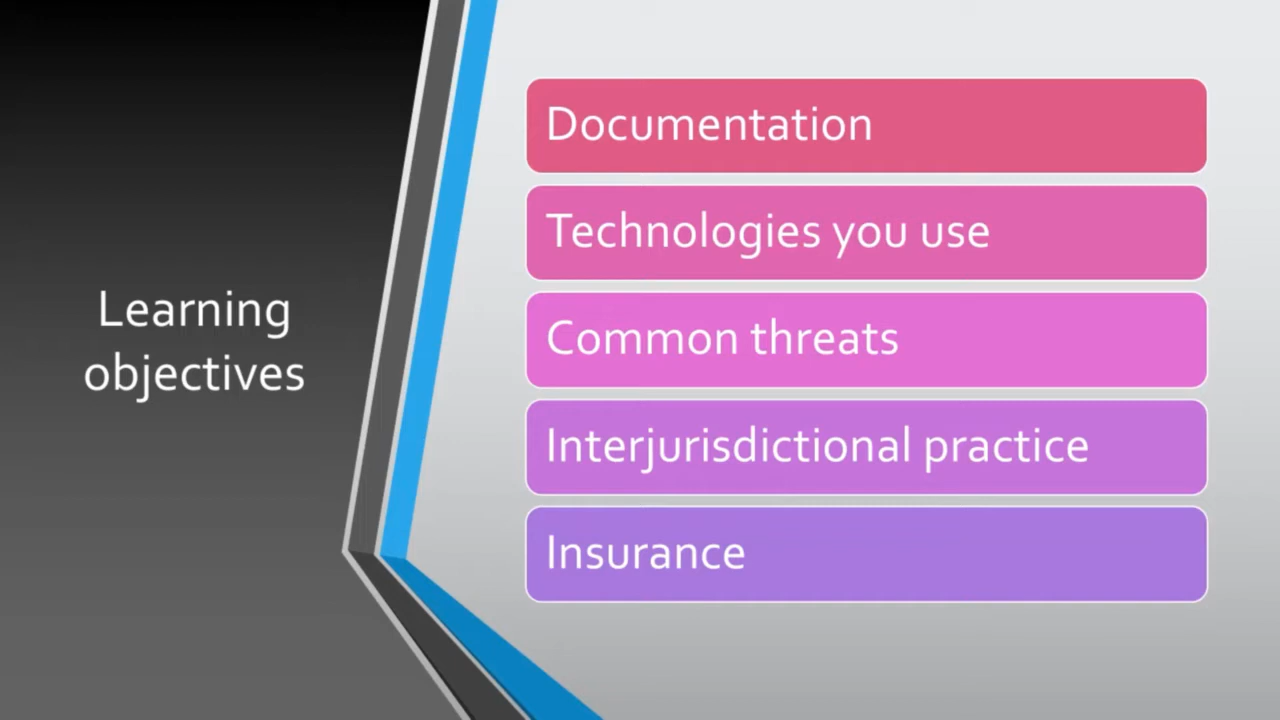 Learning
objectives
Documentation
Technologies you use
Common threats
Interjurisdictional practice
Insurance